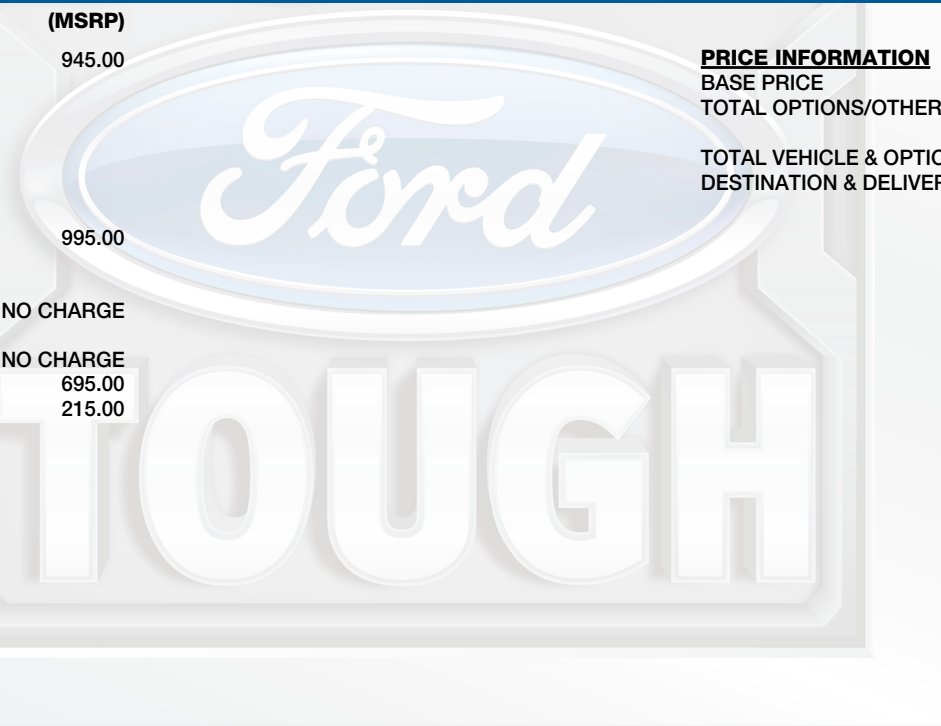 (MSRP)
945.00
995.00
NO CHARGE
NO CHARGE
695.00
215.00
PRICE INFORMATION
BASE PRICE
TOTAL OPTIONS/OTHER
TOTAL VEHICLE & OPTIO
DESTINATION & DELIVER
Ford
TOUGH